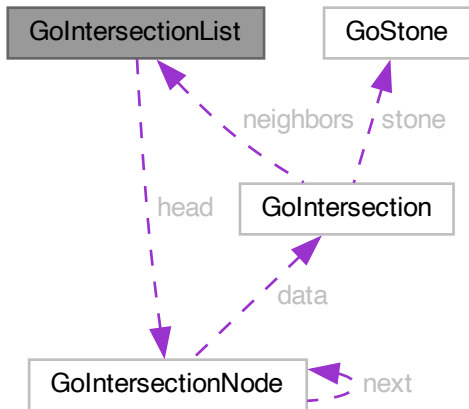 GoIntersectionList
GoStone
neighbors
stone
head
GoIntersection
data
GoIntersectionNode
next